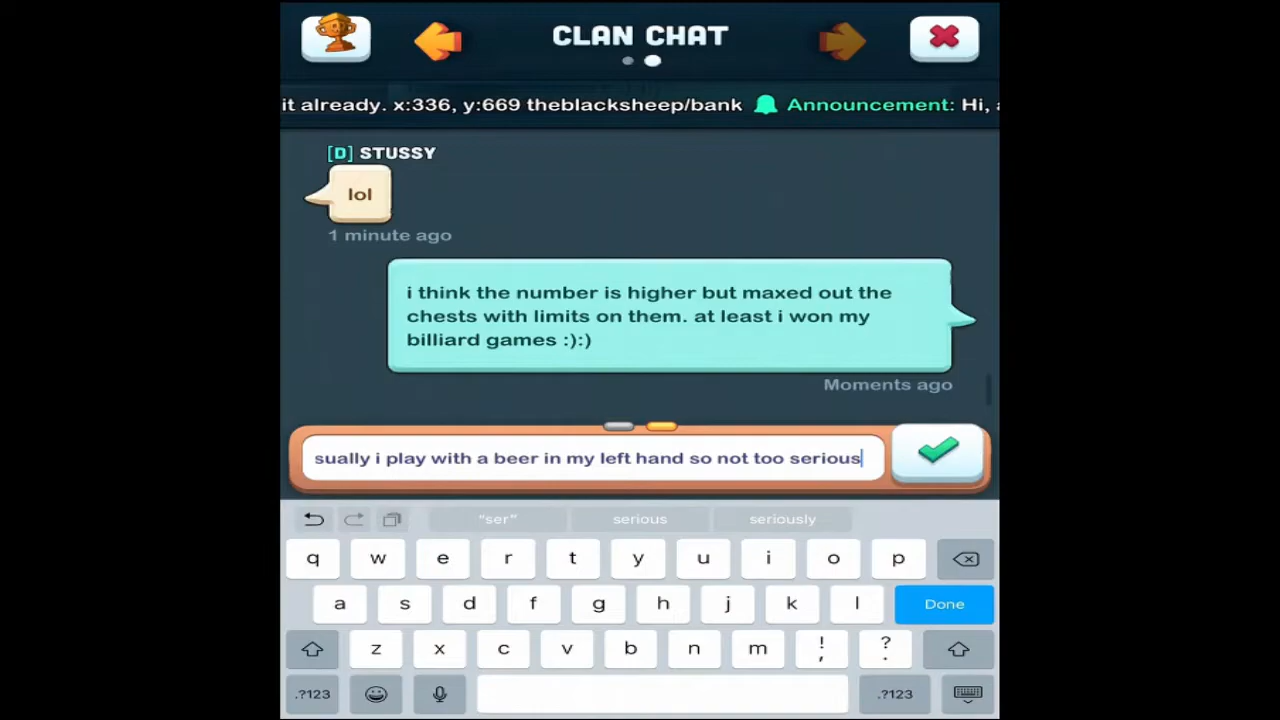 CLAN CHAT
it already. x:336, y:669 theblacksheep/bank Announcement: Hi,
[D] STUSSY
lol
1 minute ago
i think the number is higher but maxed out the
chests with limits on them. at least i won my
billiard games :):)
Moments ago
sually i play with a beer in my left hand so not too serious
"ser" serious seriously
q w e r t y u i o p
a s d f g h j k l Done
z x c v b n m ! , ? .
.?123 .?123